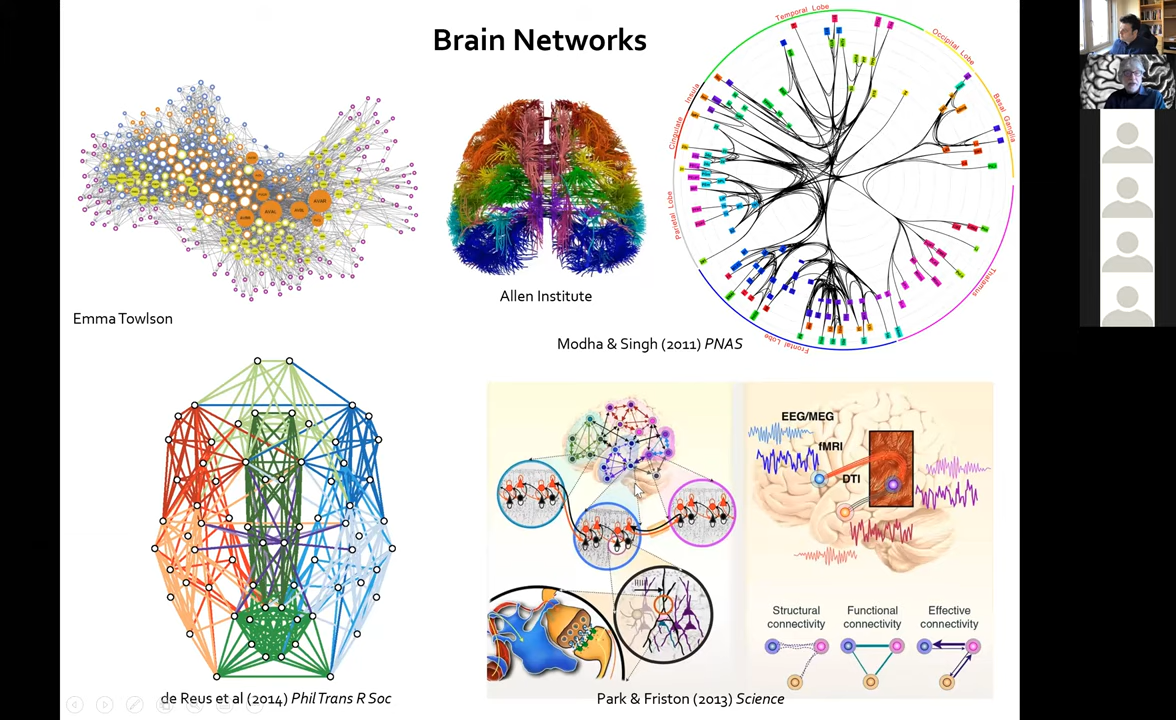 Brain Networks
Emma Towlson
Allen Institute
Temporal Lobe
Occipital Lobe
Basal Ganglia
Insula
Cingulate
Parietal Lobe
Thalamus
Frontal Lobe
Modha & Singh (2011) PNAS
de Reus et al (2014) Phil Trans R Soc
EEG/MEG
fMRI
DTI
Structural connectivity
Functional connectivity
Effective connectivity
Park & Friston (2013) Science